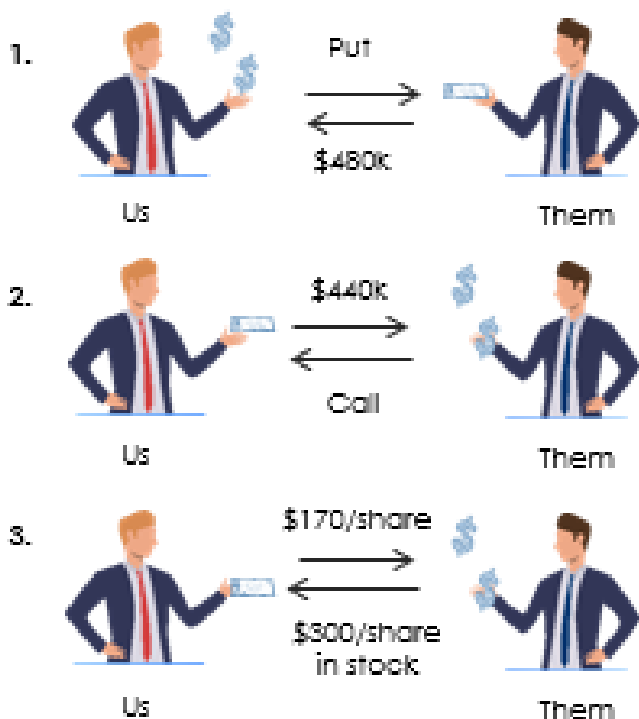 1.
Put
$480k
Us
Them
2.
$440k
Call
Us
Them
3.
$170/share
$300/share
in stock
Us
Them